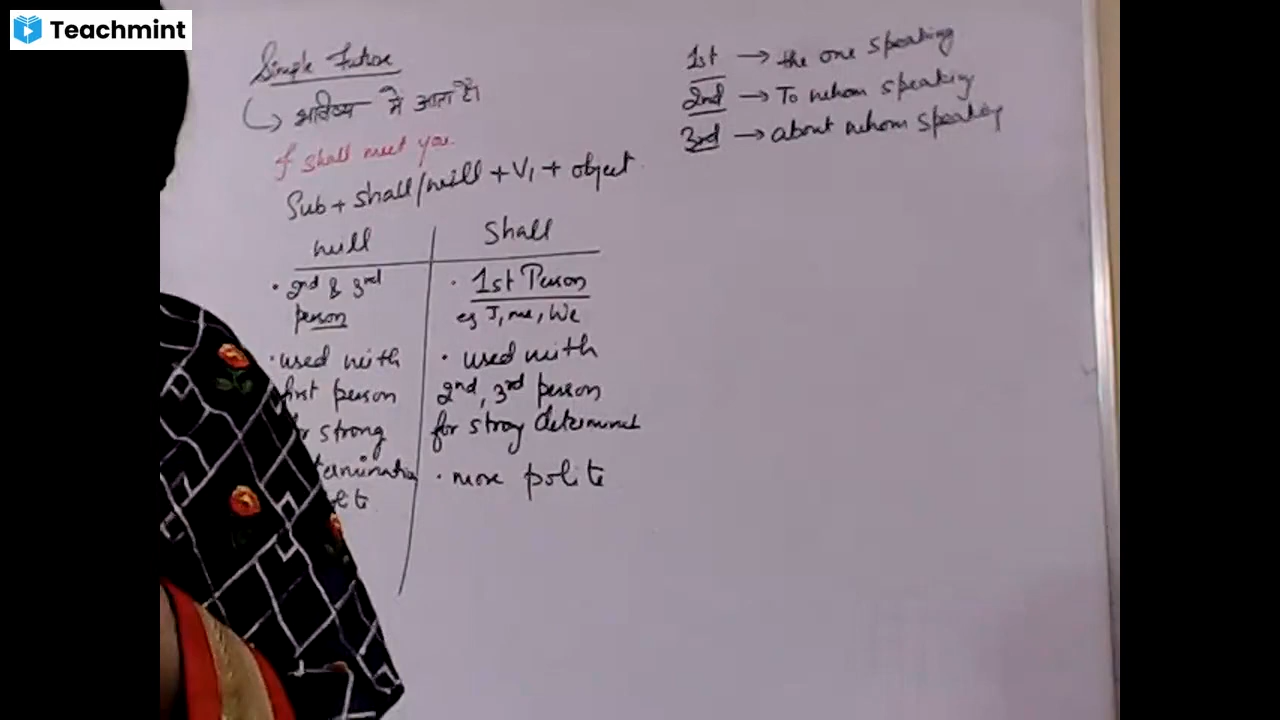 Teachmint
Simple Future
भविष्य में आता है।
I shall meet you.
Sub + shall/will + V1 + object
will
• 2nd & 3rd
person
• used with
first person
strong
Shall
• 1st Person
eg I, me, We
• used with
2nd, 3rd person
for strong
• more polite
1st → the one speaking
2nd → To whom speaking
3rd → about whom speaking